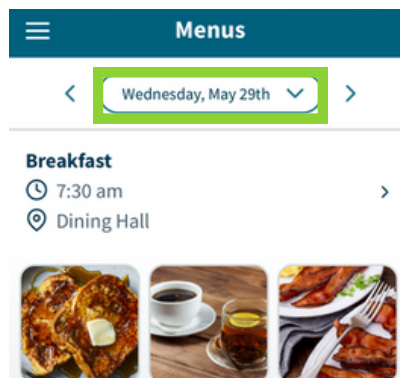 Menus
Wednesday, May 29th
Breakfast
7:30 am
Dining Hall